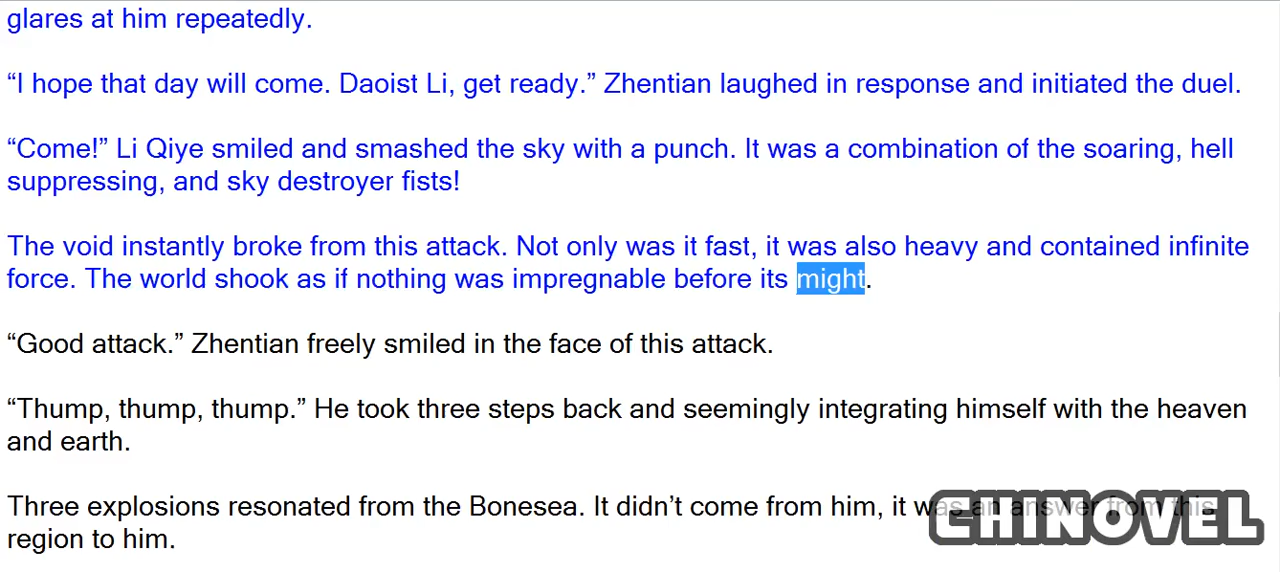 glares at him repeatedly.
“I hope that day will come. Daoist Li, get ready.” Zhentian laughed in response and initiated the duel.
“Come!” Li Qiye smiled and smashed the sky with a punch. It was a combination of the soaring, hell
suppressing, and sky destroyer fists!
The void instantly broke from this attack. Not only was it fast, it was also heavy and contained infinite
force. The world shook as if nothing was impregnable before its might.
“Good attack.” Zhentian freely smiled in the face of this attack.
“Thump, thump, thump.” He took three steps back and seemingly integrating himself with the heaven
and earth.
Three explosions resonated from the Bonesea. It didn’t come from him, it was an answer from this
region to him.
CHINOVEL